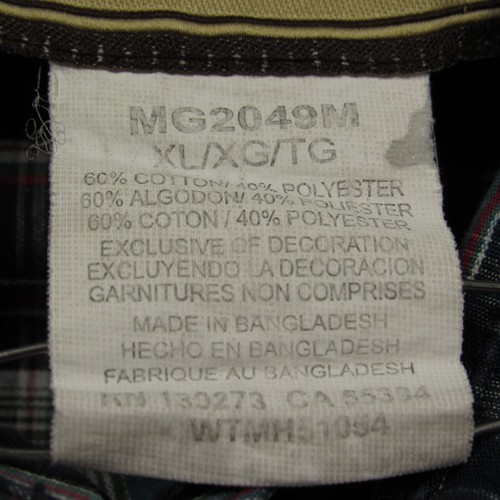 MG2049M
XL/XG/TG
60% COTTON/ 40% POLYESTER
60% ALGODON/ 40% POLIESTER
60% COTON / 40% POLYESTER
EXCLUSIVE OF DECORATION
EXCLUYENDO LA DECORACION
GARNITURES NON COMPRISES
MADE IN BANGLADESH
HECHO EN BANGLADESH
FABRIQUE AU BANGLADESH
RN 130273 CA 55394
WTMHS1054